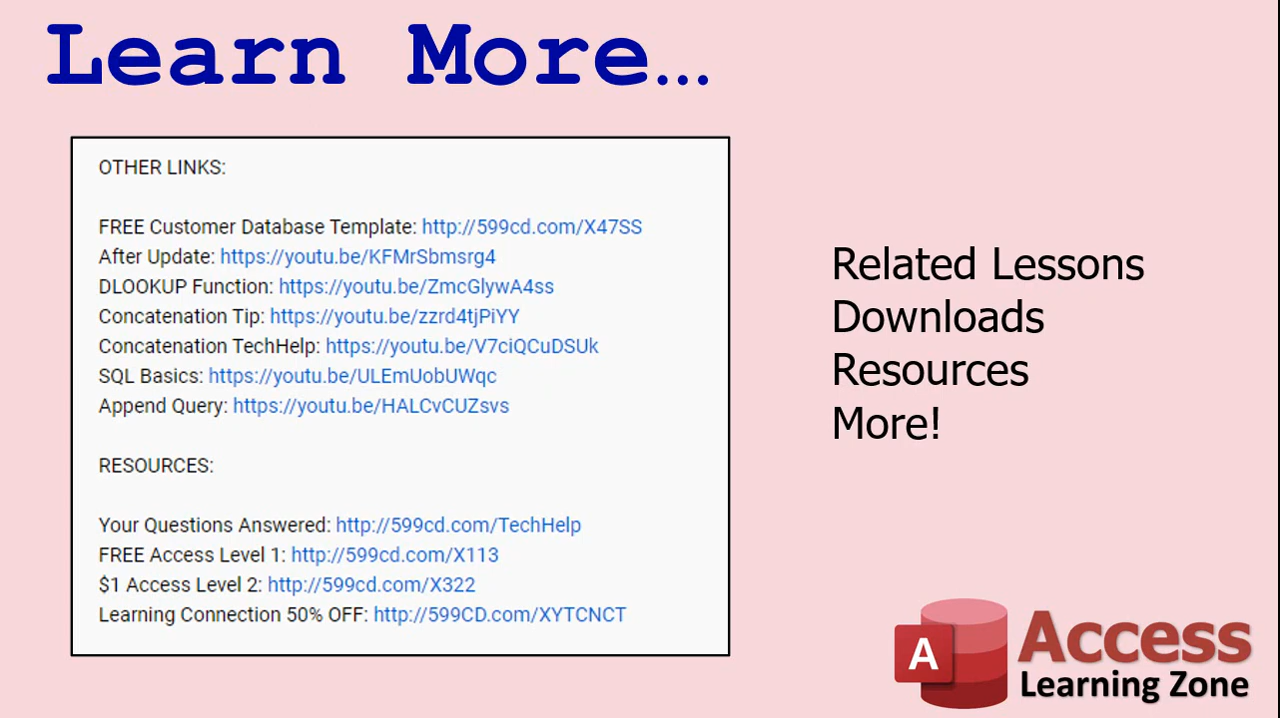 Learn More...
OTHER LINKS:
FREE Customer Database Template: http://599cd.com/X47SS
After Update: https://youtu.be/KFMrSbmsrg4
DLOOKUP Function: https://youtu.be/ZmcGlywA4ss
Concatenation Tip: https://youtu.be/zzrd4tjPiYY
Concatenation TechHelp: https://youtu.be/V7ciQCuDSUk
SQL Basics: https://youtu.be/ULEmUobUWqc
Append Query: https://youtu.be/HALCvCUZsvs
RESOURCES:
Your Questions Answered: http://599cd.com/TechHelp
FREE Access Level 1: http://599cd.com/X113
$1 Access Level 2: http://599cd.com/X322
Learning Connection 50% OFF: http://599CD.com/XYTCNCT
Related Lessons
Downloads
Resources
More!
A
Access
Learning Zone